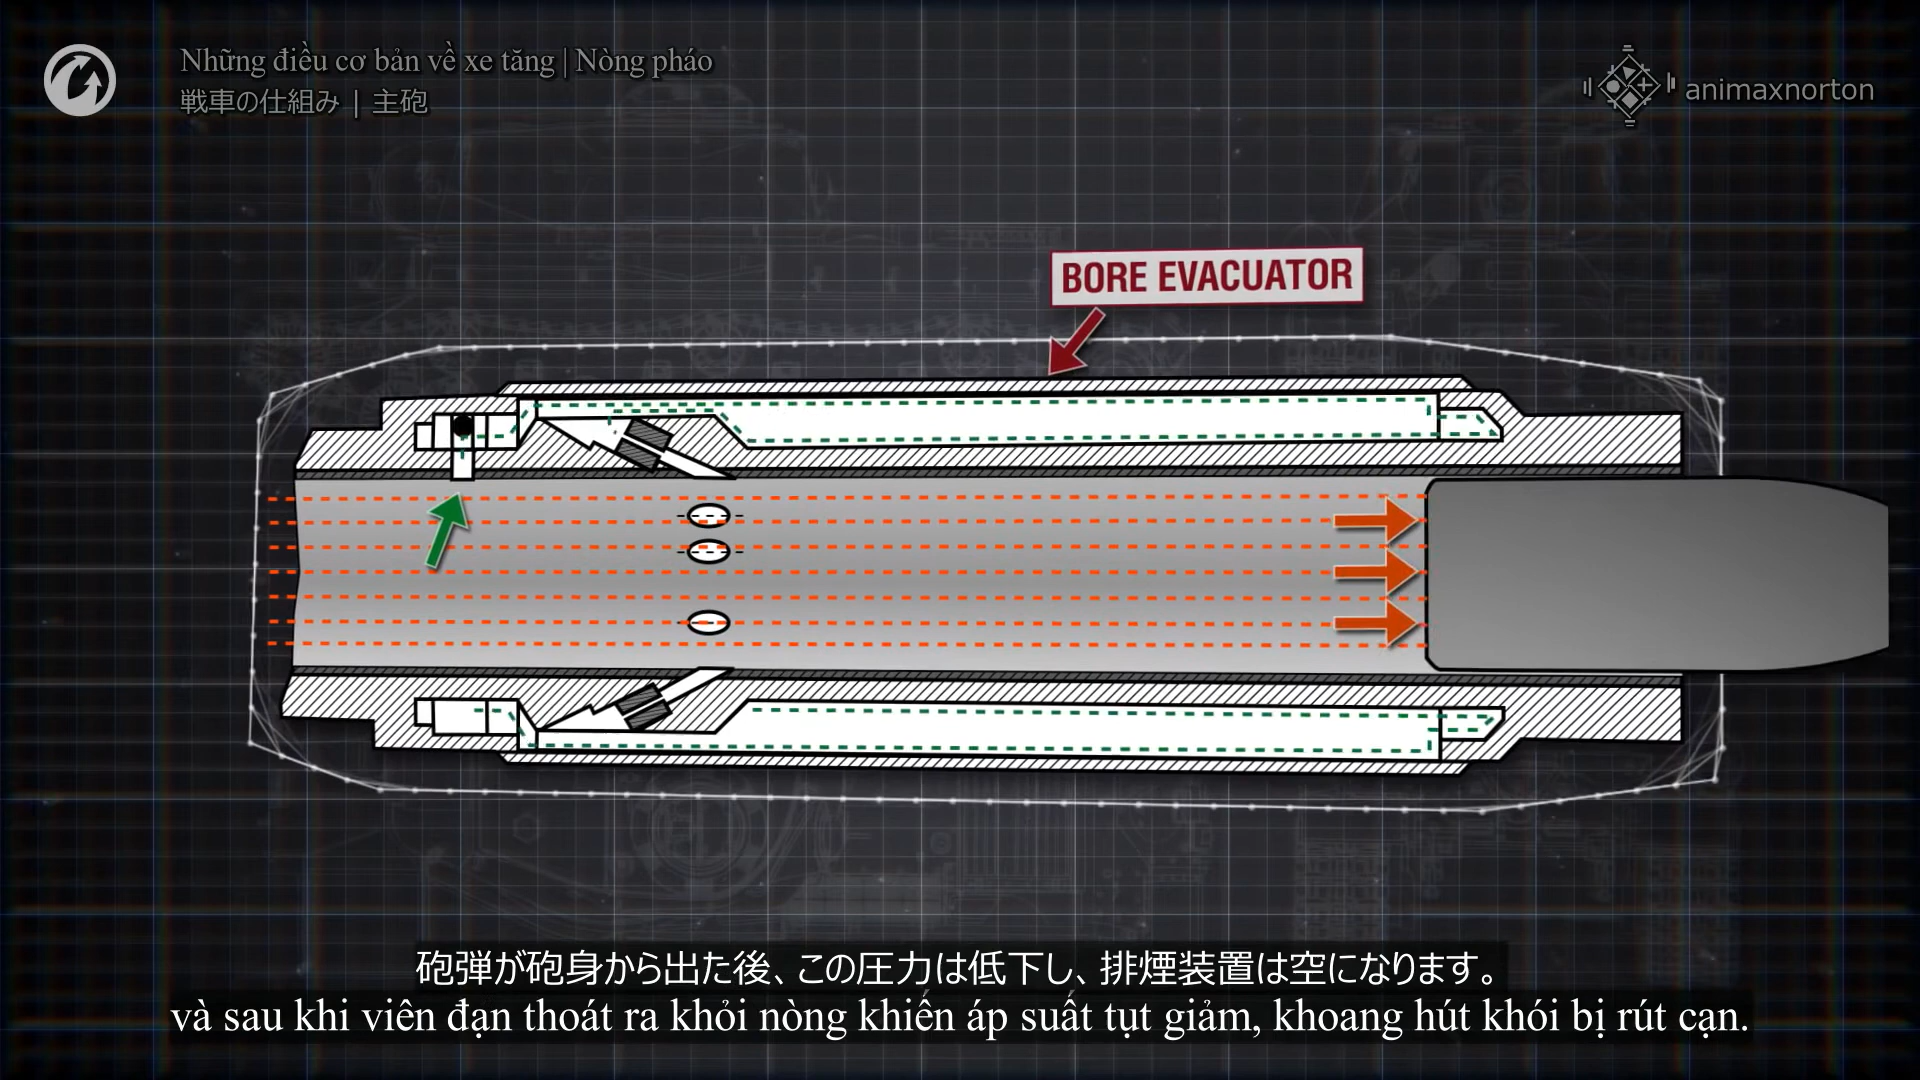 Những điều cơ bản về xe tăng | Nòng pháo
戦車の仕組み | 主砲
animaxnorton
BORE EVACUATOR
砲弾が砲身から出た後、この圧力は低下し、排煙装置は空になります。
và sau khi viên đạn thoát ra khỏi nòng khiến áp suất tụt giảm, khoang hút khói bị rút cạn.